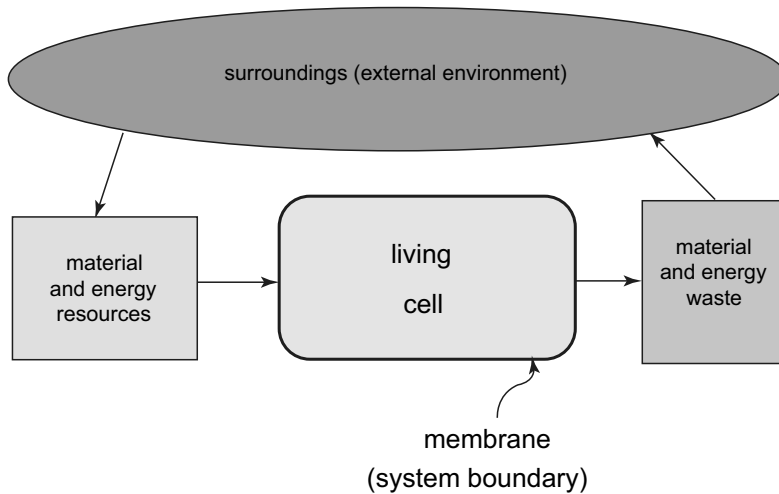 surroundings (external environment)
material
and energy
resources
living
cell
material
and energy
waste
membrane
(system boundary)